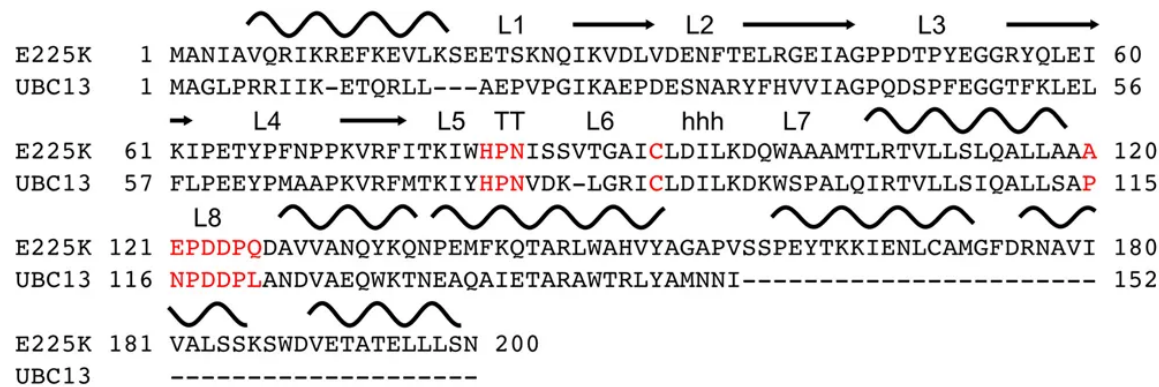 L1 L2 L3
E225K 1 MANIAVQRIKREFKEVLKSEETSKNQIKVDLVDENFTELRGEIAGPPDTPYEGGRYQLEI 60
UBC13 1 MAGLPRRIIK-ETQRLL---AEPVPGIKAEPDESNARYFHVVIAGPQDSPFEGGTFKLEL 56
L4 L5 TT L6 hhh L7
E225K 61 KIPETYPFNPPKVRFITKIWHPNISSVTGAICLDILKDQWAAAMTLRTVLLSLQALLAAA 120
UBC13 57 FLPEEYPMAAPKVRFMTKIYHPNVDK-LGRICLDILKDKWSPALQIRTVLLSIQALLSAP 115
L8
E225K 121 EPDDPQDAVVANQYKQNPEMFKQTARLWAHVYAGAPVSSPEYTKKIENLCAMGFDRNAVI 180
UBC13 116 NPDDPLANDVAEQWKTNEAQAIETARAWTRLYAMNNI----------------------- 152
E225K 181 VALSSKSWDVETATELLLSN 200
UBC13 --------------------